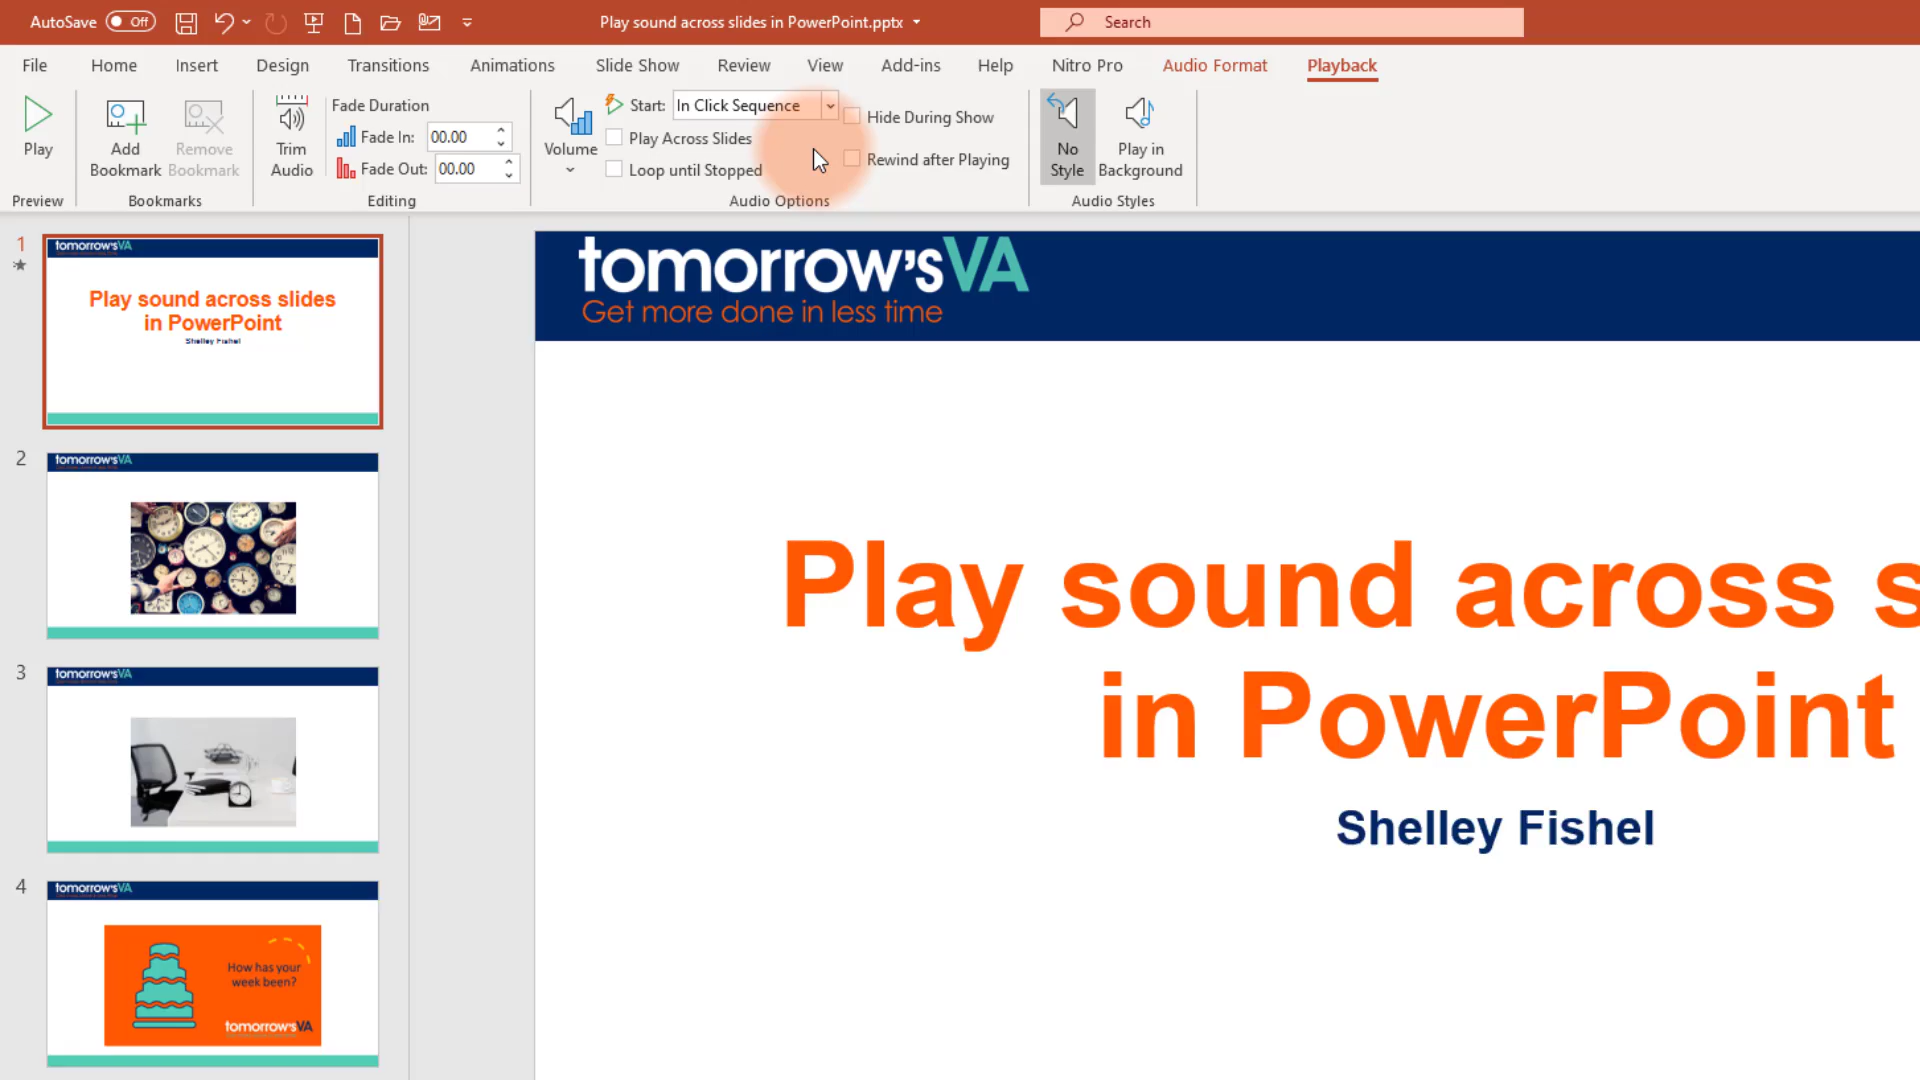 AutoSave Off
Play sound across slides in PowerPoint.pptx
Search
File Home Insert Design Transitions Animations Slide Show Review View Add-ins Help Nitro Pro Audio Format Playback
Play
Preview
Add Bookmark
Remove Bookmark
Bookmarks
Trim Audio
Fade Duration
Fade In: 00.00
Fade Out: 00.00
Editing
Volume
Start: In Click Sequence
Play Across Slides
Loop until Stopped
Hide During Show
Rewind after Playing
Audio Options
No Style
Play in Background
Audio Styles
1
tomorrow'sVA
Play sound across slides
in PowerPoint
Shelley Fishel
2
tomorrow'sVA
3
tomorrow'sVA
4
tomorrow'sVA
How has your
week been?
tomorrow'sVA
tomorrow'sVA
Get more done in less time
Play sound across s
in PowerPoint
Shelley Fishel